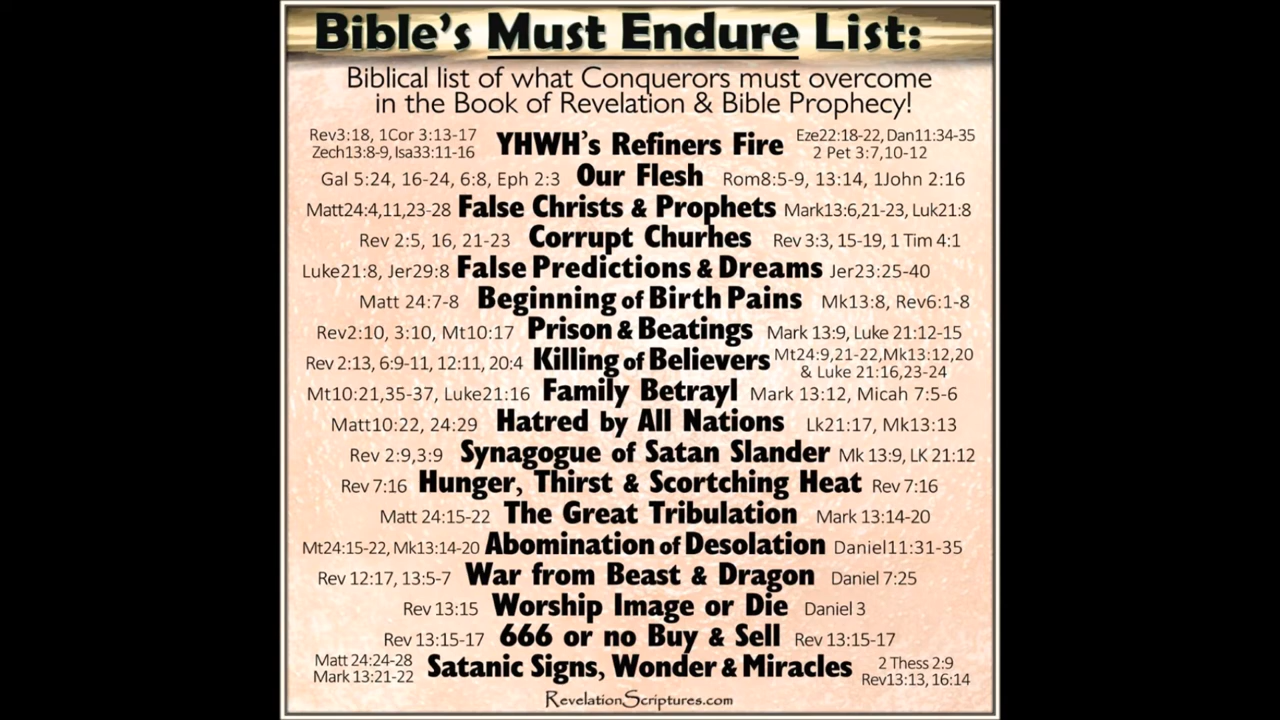 Bible's Must Endure List:
Biblical list of what Conquerors must overcome
in the Book of Revelation & Bible Prophecy!
Rev3:18, 1Cor 3:13-17 Zech13:8-9, Isa33:11-16 YHWH's Refiners Fire Eze22:18-22, Dan11:34-35 2 Pet 3:7,10-12
Gal 5:24, 16-24, 6:8, Eph 2:3 Our Flesh Rom8:5-9, 13:14, 1John 2:16
Matt24:4,11,23-28 False Christs & Prophets Mark13:6,21-23, Luk21:8
Rev 2:5, 16, 21-23 Corrupt Churhes Rev 3:3, 15-19, 1 Tim 4:1
Luke21:8, Jer29:8 False Predictions & Dreams Jer23:25-40
Matt 24:7-8 Beginning of Birth Pains Mk13:8, Rev6:1-8
Rev2:10, 3:10, Mt10:17 Prison & Beatings Mark 13:9, Luke 21:12-15
Rev 2:13, 6:9-11, 12:11, 20:4 Killing of Believers Mt24:9,21-22,Mk13:12,20 & Luke 21:16,23-24
Mt10:21,35-37, Luke21:16 Family Betrayl Mark 13:12, Micah 7:5-6
Matt10:22, 24:29 Hatred by All Nations Lk21:17, Mk13:13
Rev 2:9,3:9 Synagogue of Satan Slander Mk 13:9, LK 21:12
Rev 7:16 Hunger, Thirst & Scortching Heat Rev 7:16
Matt 24:15-22 The Great Tribulation Mark 13:14-20
Mt24:15-22, Mk13:14-20 Abomination of Desolation Daniel11:31-35
Rev 12:17, 13:5-7 War from Beast & Dragon Daniel 7:25
Rev 13:15 Worship Image or Die Daniel 3
Rev 13:15-17 666 or no Buy & Sell Rev 13:15-17
Matt 24:24-28 Mark 13:21-22 Satanic Signs, Wonder & Miracles 2 Thess 2:9 Rev13:13, 16:14
RevelationScriptures.com